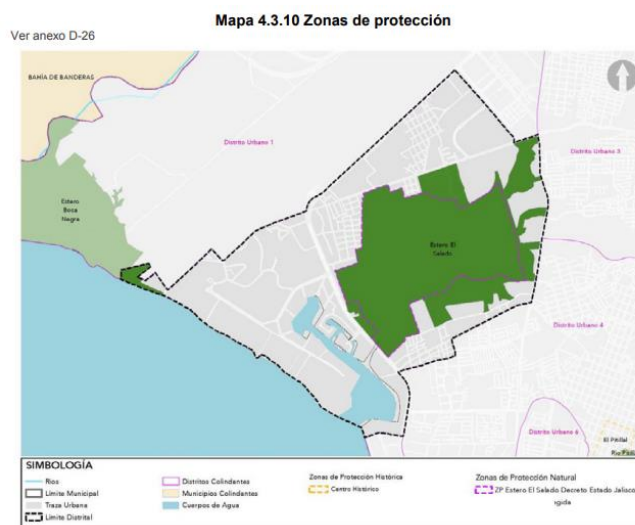 Mapa 4.3.10 Zonas de protección
Ver anexo D-26
BAHÍA DE BANDERAS
Distrito Urbano 1
Distrito Urbano 3
Estero
Boca
Negra
Estero El
Salado
Distrito Urbano 4
Distrito Urbano 6
El Pitillal
Río Pitillal
SIMBOLOGÍA
Ríos
Límite Municipal
Traza Urbana
Límite Distrital
Distritos Colindantes
Municipios Colindantes
Cuerpos de Agua
Zonas de Protección Histórica
Centro Histórico
Zonas de Protección Natural
ZP Estero El Salado Decreto Estado Jalisco